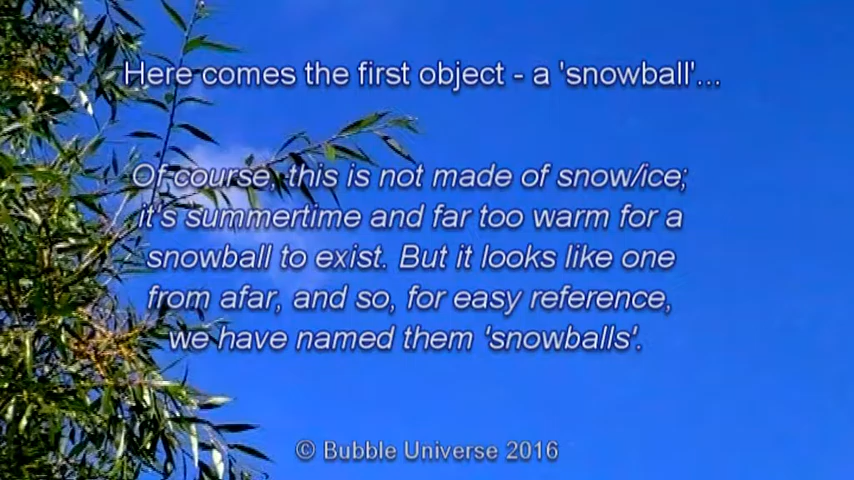 Here comes the first object - a 'snowball'...
Of course, this is not made of snow/ice;
it's summertime and far too warm for a
snowball to exist. But it looks like one
from afar, and so, for easy reference,
we have named them 'snowballs'.
© Bubble Universe 2016